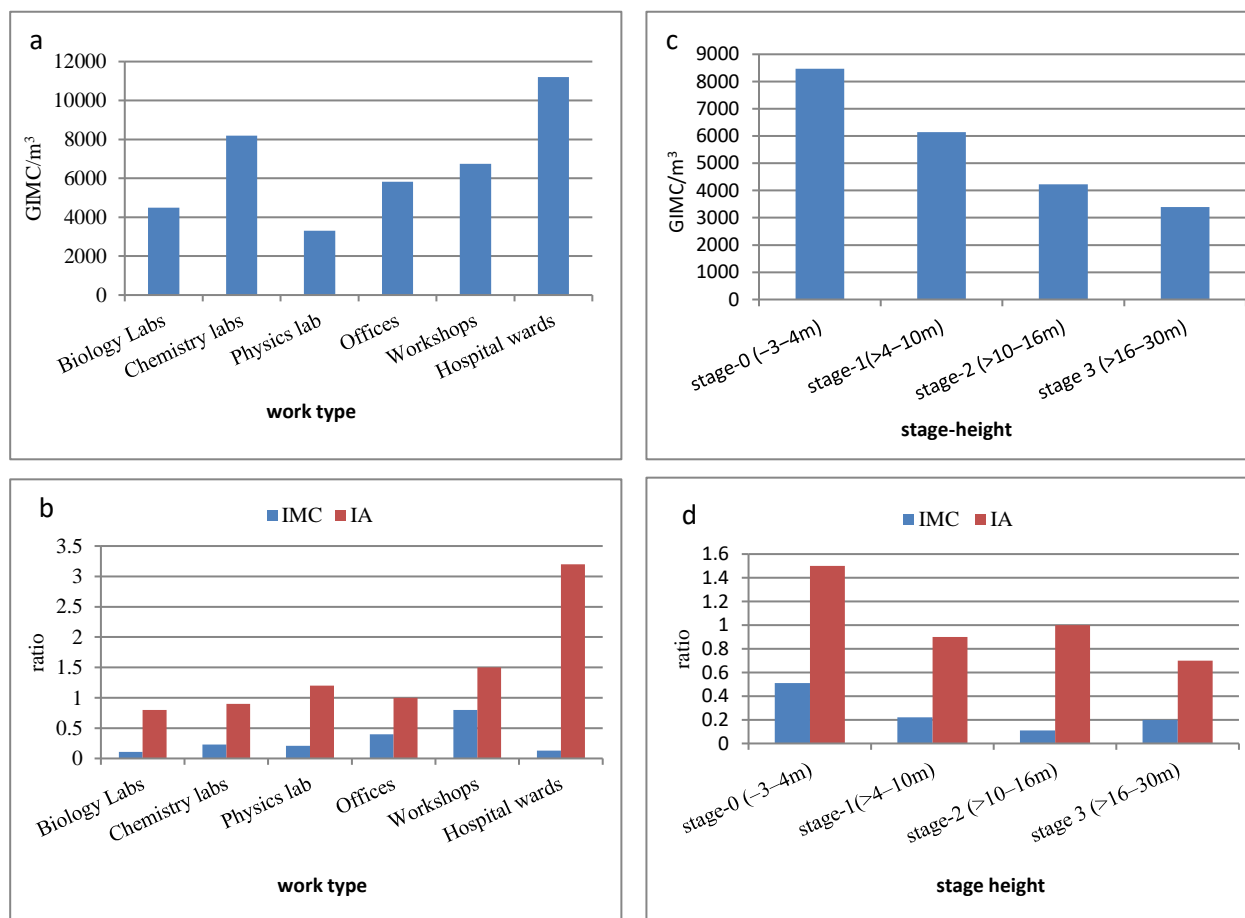 a
GIMC/m³
12000
10000
8000
6000
4000
2000
0
Biology Labs
Chemistry labs
Physics lab
Offices
Workshops
Hospital wards
work type
c
GIMC/m³
9000
8000
7000
6000
5000
4000
3000
2000
1000
0
stage-0 (–3–4m)
stage-1(>4–10m)
stage-2 (>10–16m)
stage 3 (>16–30m)
stage-height
b
IMC IA
ratio
3.5
3
2.5
2
1.5
1
0.5
0
Biology Labs
Chemistry labs
Physics lab
Offices
Workshops
Hospital wards
work type
d
IMC IA
ratio
1.6
1.4
1.2
1
0.8
0.6
0.4
0.2
0
stage-0 (–3–4m)
stage-1(>4–10m)
stage-2 (>10–16m)
stage 3 (>16–30m)
stage height